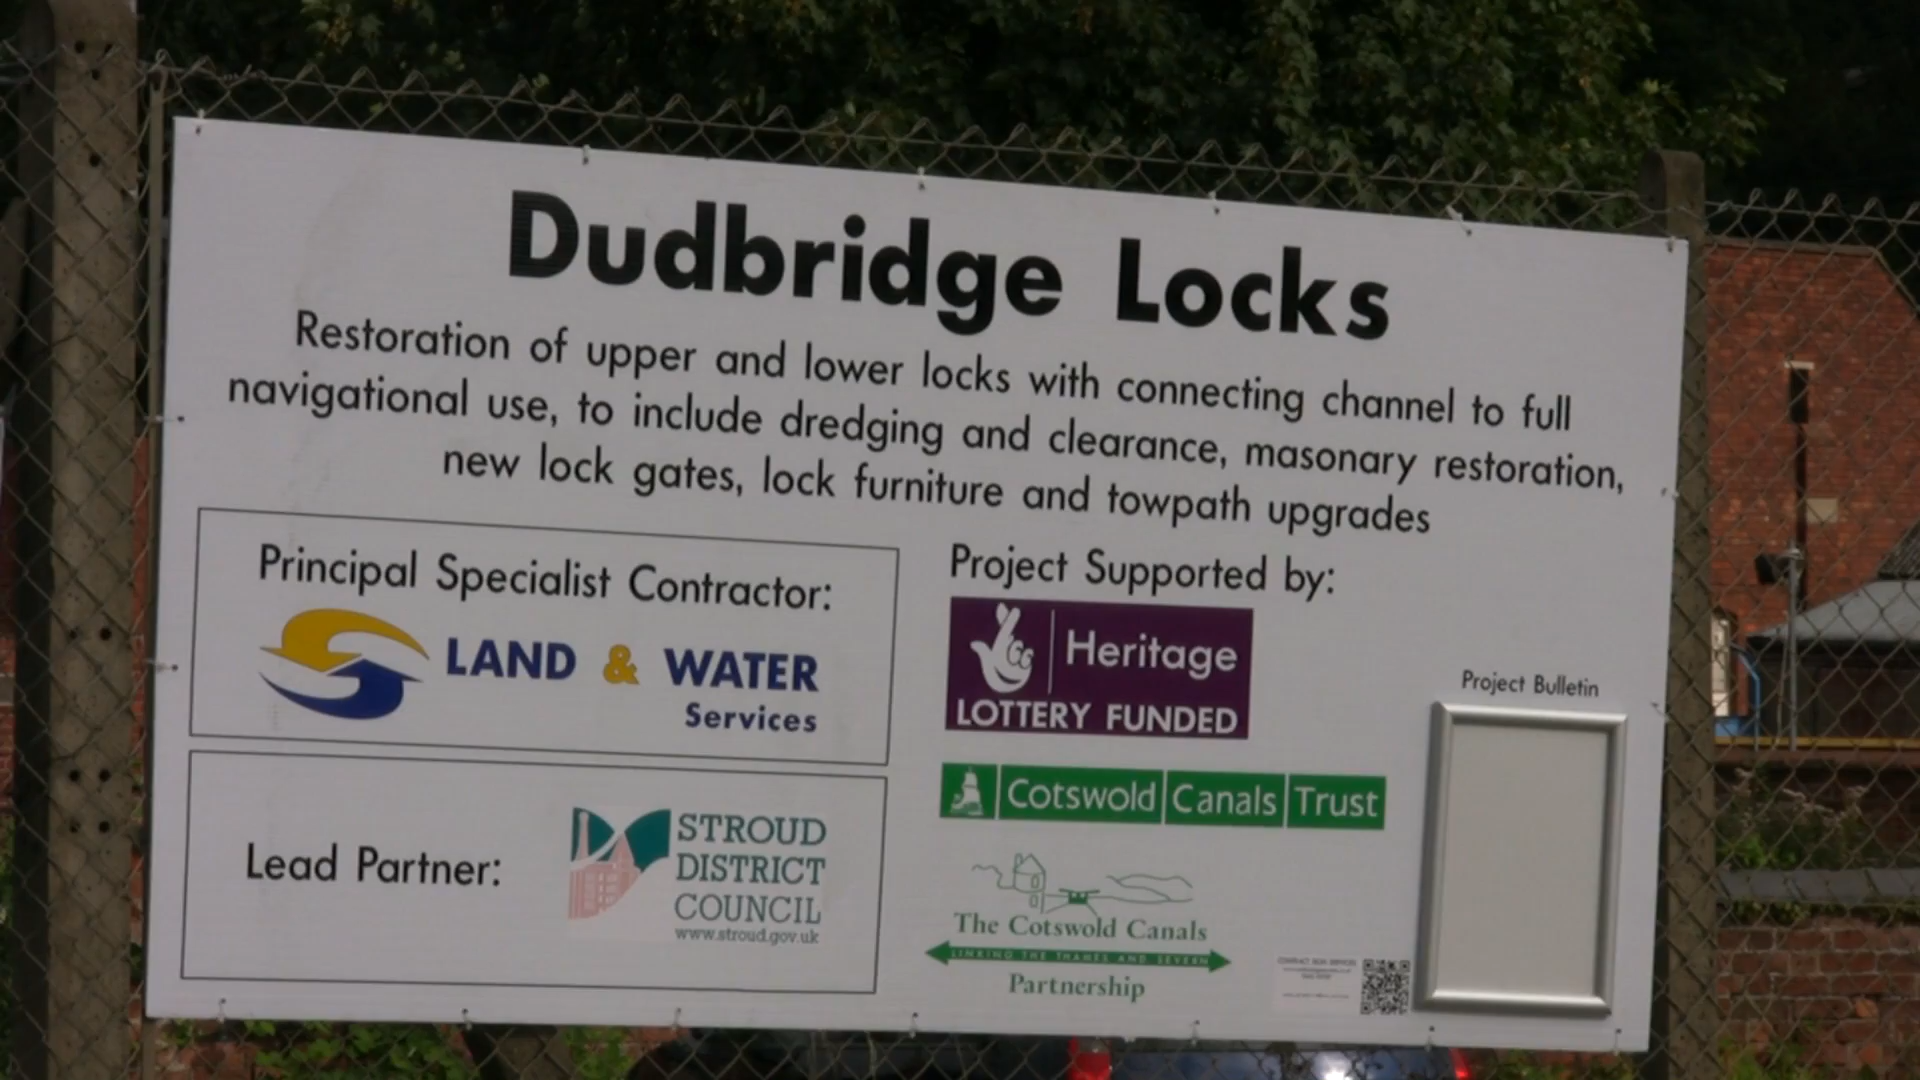 Dudbridge Locks
Restoration of upper and lower locks with connecting channel to full
navigational use, to include dredging and clearance, masonary restoration,
new lock gates, lock furniture and towpath upgrades
Principal Specialist Contractor:
LAND & WATER
Services
Lead Partner:
STROUD
DISTRICT
COUNCIL
www.stroud.gov.uk
Project Supported by:
Heritage
LOTTERY FUNDED
Cotswold Canals Trust
The Cotswold Canals
LINKING THE THAMES AND SEVERN
Partnership
Project Bulletin